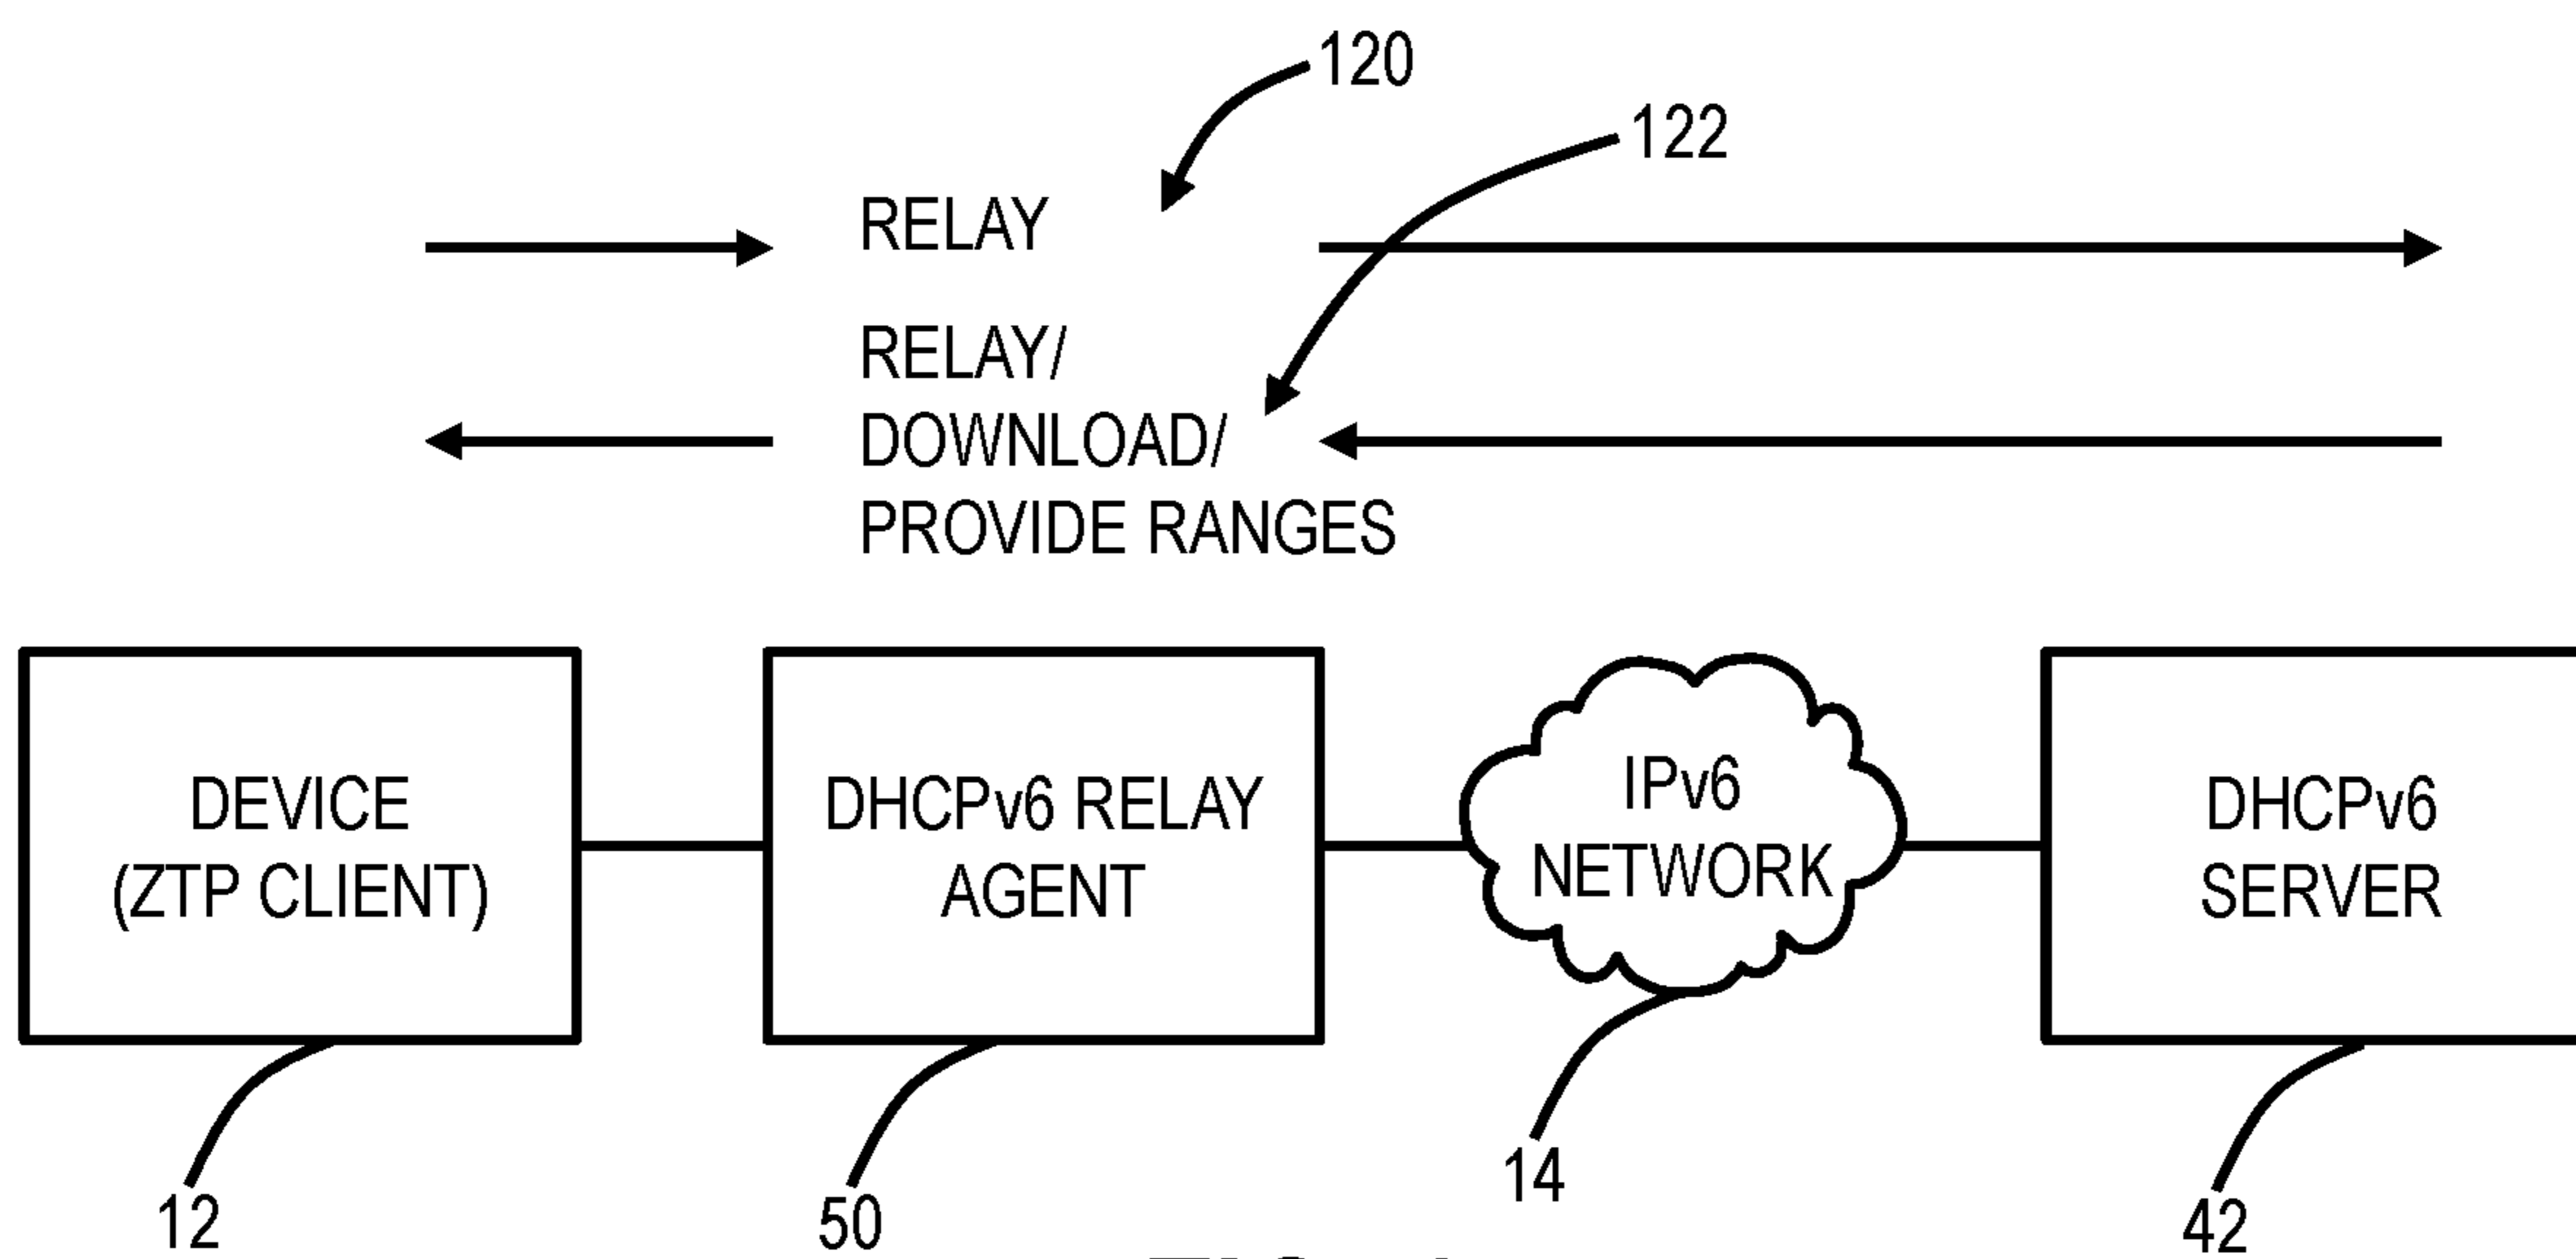 120
122
RELAY
RELAY/
DOWNLOAD/
PROVIDE RANGES
DEVICE
(ZTP CLIENT)
DHCPv6 RELAY
AGENT
IPv6
NETWORK
DHCPv6
SERVER
12
50
14
42